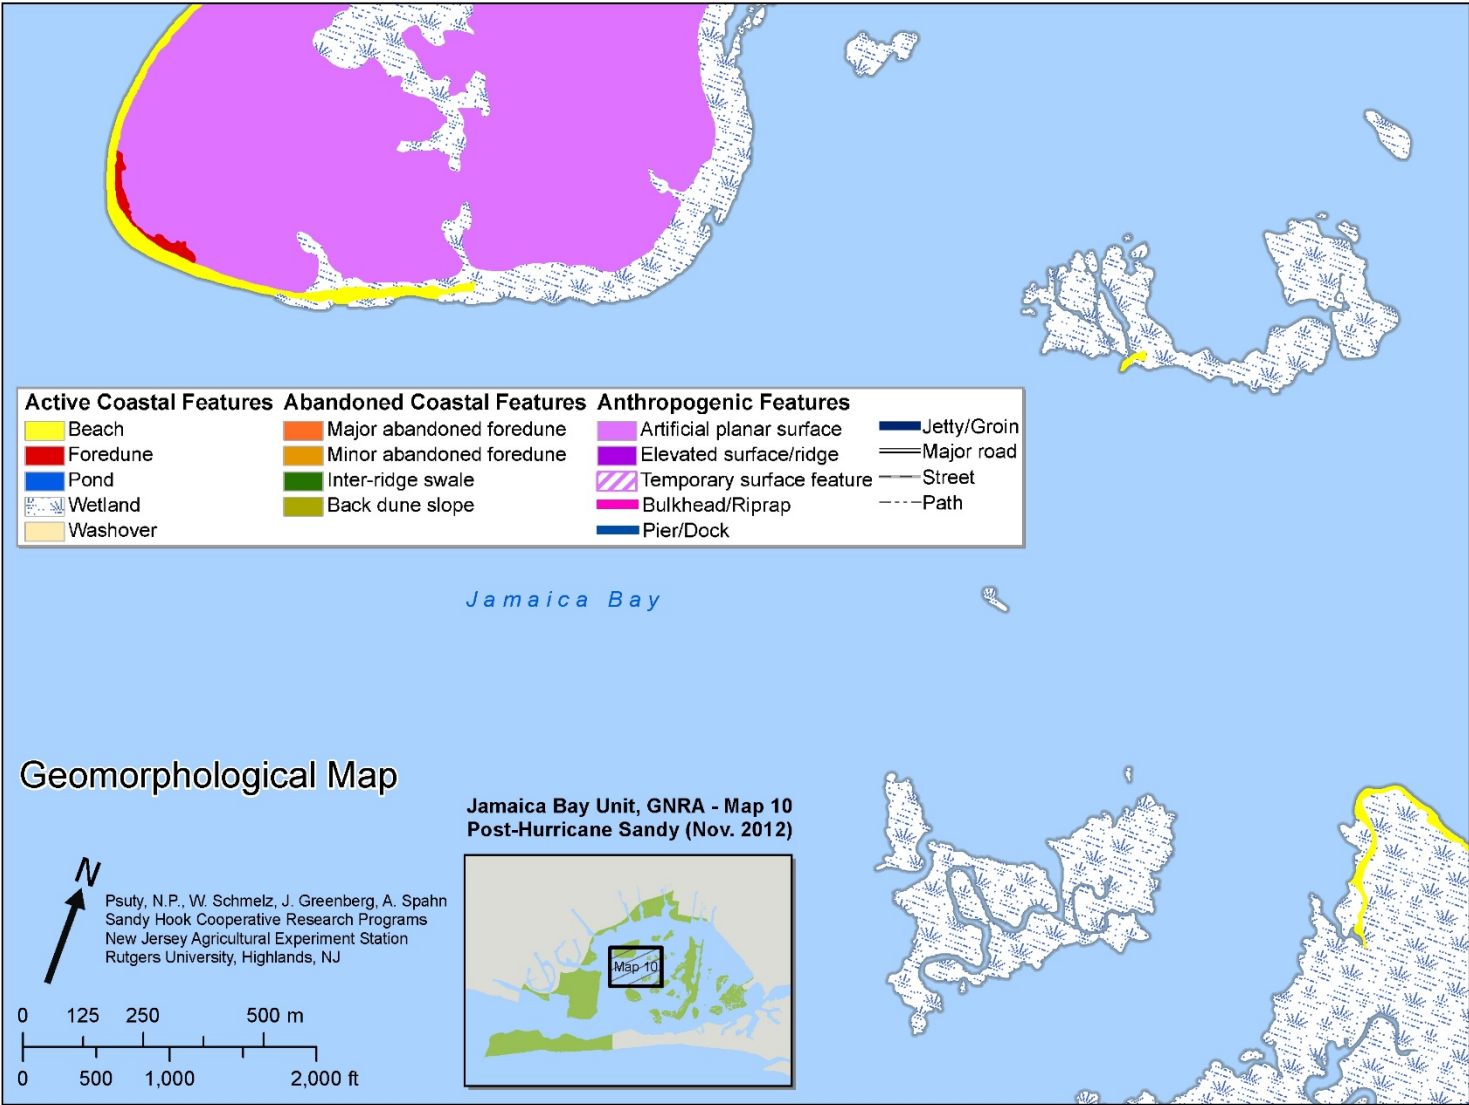 Active Coastal Features
Beach
Foredune
Pond
Wetland
Washover
Abandoned Coastal Features
Major abandoned foredune
Minor abandoned foredune
Inter-ridge swale
Back dune slope
Anthropogenic Features
Artificial planar surface
Elevated surface/ridge
Temporary surface feature
Bulkhead/Riprap
Pier/Dock
Jetty/Groin
Major road
Street
Path
Jamaica Bay
Geomorphological Map
N
Psuty, N.P., W. Schmelz, J. Greenberg, A. Spahn
Sandy Hook Cooperative Research Programs
New Jersey Agricultural Experiment Station
Rutgers University, Highlands, NJ
0 125 250 500 m
0 500 1,000 2,000 ft
Jamaica Bay Unit, GNRA - Map 10
Post-Hurricane Sandy (Nov. 2012)
Map 10